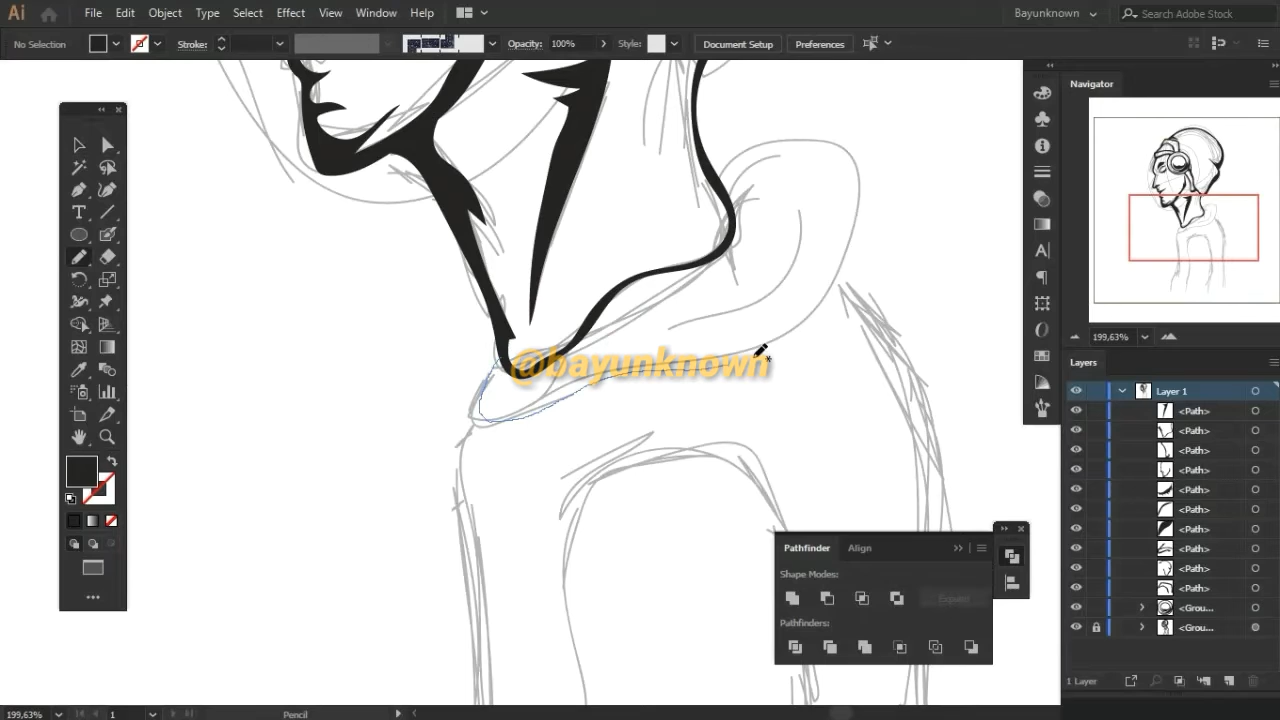 Ai File Edit Object Type Select Effect View Window Help Bayunknown Search Adobe Stock
No Selection Stroke: Opacity: 100% Style: Document Setup Preferences
Navigator
199,63%
Layers
Layer 1
<Path>
<Path>
<Path>
<Path>
<Path>
<Path>
<Path>
<Path>
<Path>
<Path>
<Grou...
<Grou...
1 Layer
@bayunknown
Pathfinder Align
Shape Modes:
Expand
Pathfinders:
199,63% 1 Pencil